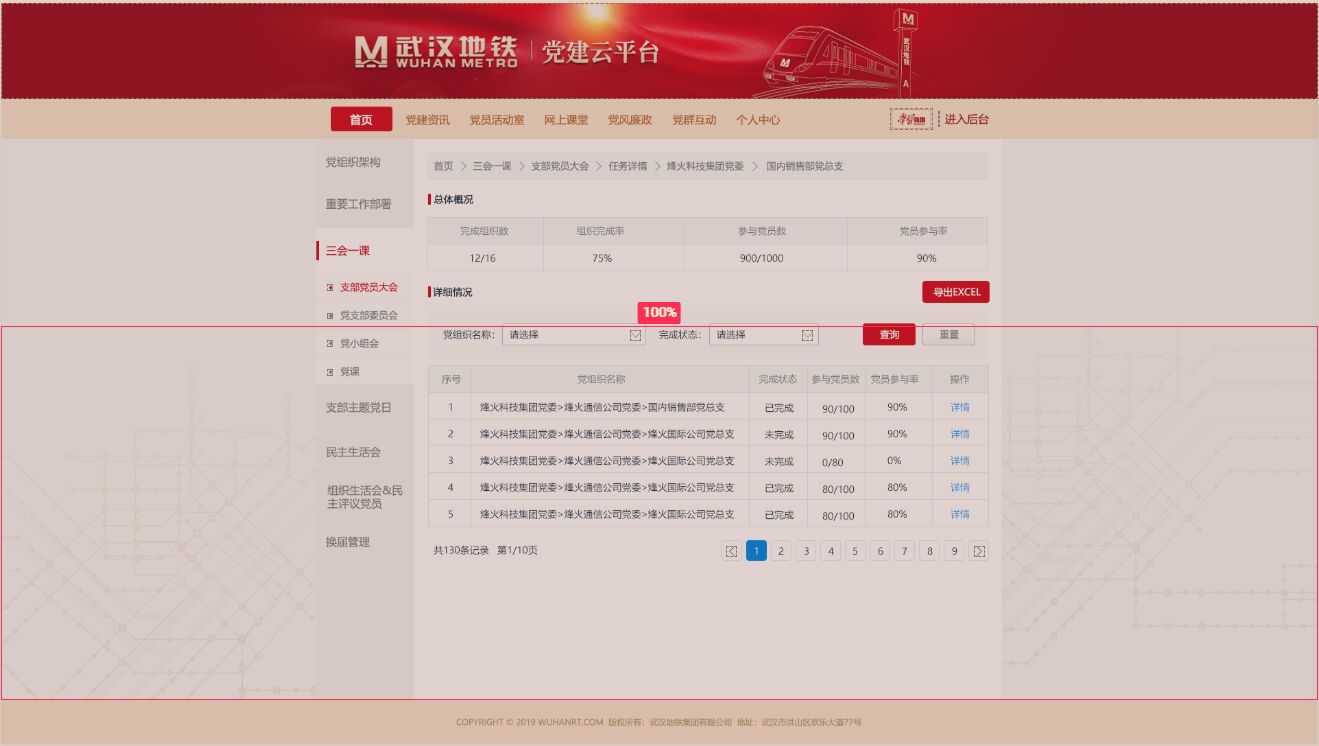 武汉地铁 WUHAN METRO 党建云平台
M 武汉地铁 A
首页 党建资讯 党员活动室 网上课堂 党风廉政 党群互动 个人中心 进入后台
党组织架构
重要工作部署
三会一课
支部党员大会
党支部委员会
党小组会
党课
支部主题党日
民主生活会
组织生活会&民
主评议党员
换届管理
首页 > 三会一课 > 支部党员大会 > 任务详情 > 烽火科技集团党委 > 国内销售部党总支
总体概况
完成组织数 组织完成率 参与党员数 党员参与率
12/16 75% 900/1000 90%
详细情况 导出EXCEL
100%
党组织名称: 请选择 完成状态: 请选择 查询 重置
序号 党组织名称 完成状态 参与党员数 党员参与率 操作
1 烽火科技集团党委>烽火通信公司党委>国内销售部党总支 已完成 90/100 90% 详情
2 烽火科技集团党委>烽火通信公司党委>烽火国际公司党总支 未完成 90/100 90% 详情
3 烽火科技集团党委>烽火通信公司党委>烽火国际公司党总支 未完成 0/80 0% 详情
4 烽火科技集团党委>烽火通信公司党委>烽火国际公司党总支 已完成 80/100 80% 详情
5 烽火科技集团党委>烽火通信公司党委>烽火国际公司党总支 已完成 80/100 80% 详情
共130条记录 第1/10页 1 2 3 4 5 6 7 8 9
COPYRIGHT © 2019 WUHANRT.COM 版权所有：武汉地铁集团有限公司 地址：武汉市洪山区欢乐大道77号